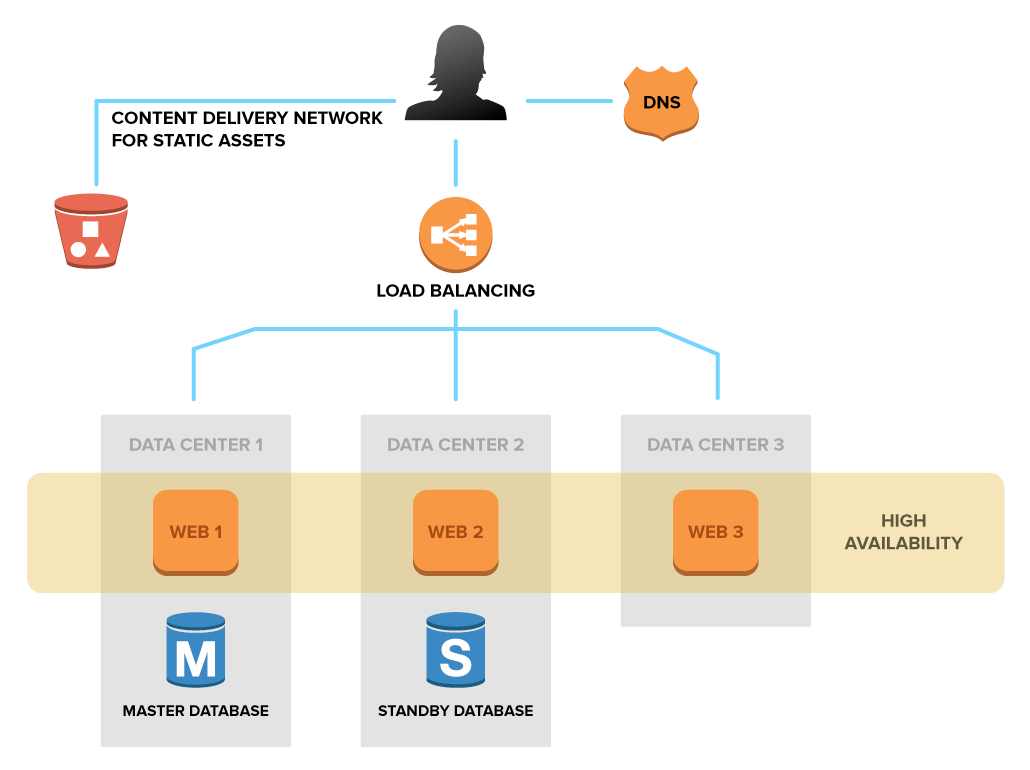 DNS
CONTENT DELIVERY NETWORK
FOR STATIC ASSETS
LOAD BALANCING
DATA CENTER 1
DATA CENTER 2
DATA CENTER 3
WEB 1
WEB 2
WEB 3
HIGH
AVAILABILITY
M
S
MASTER DATABASE
STANDBY DATABASE